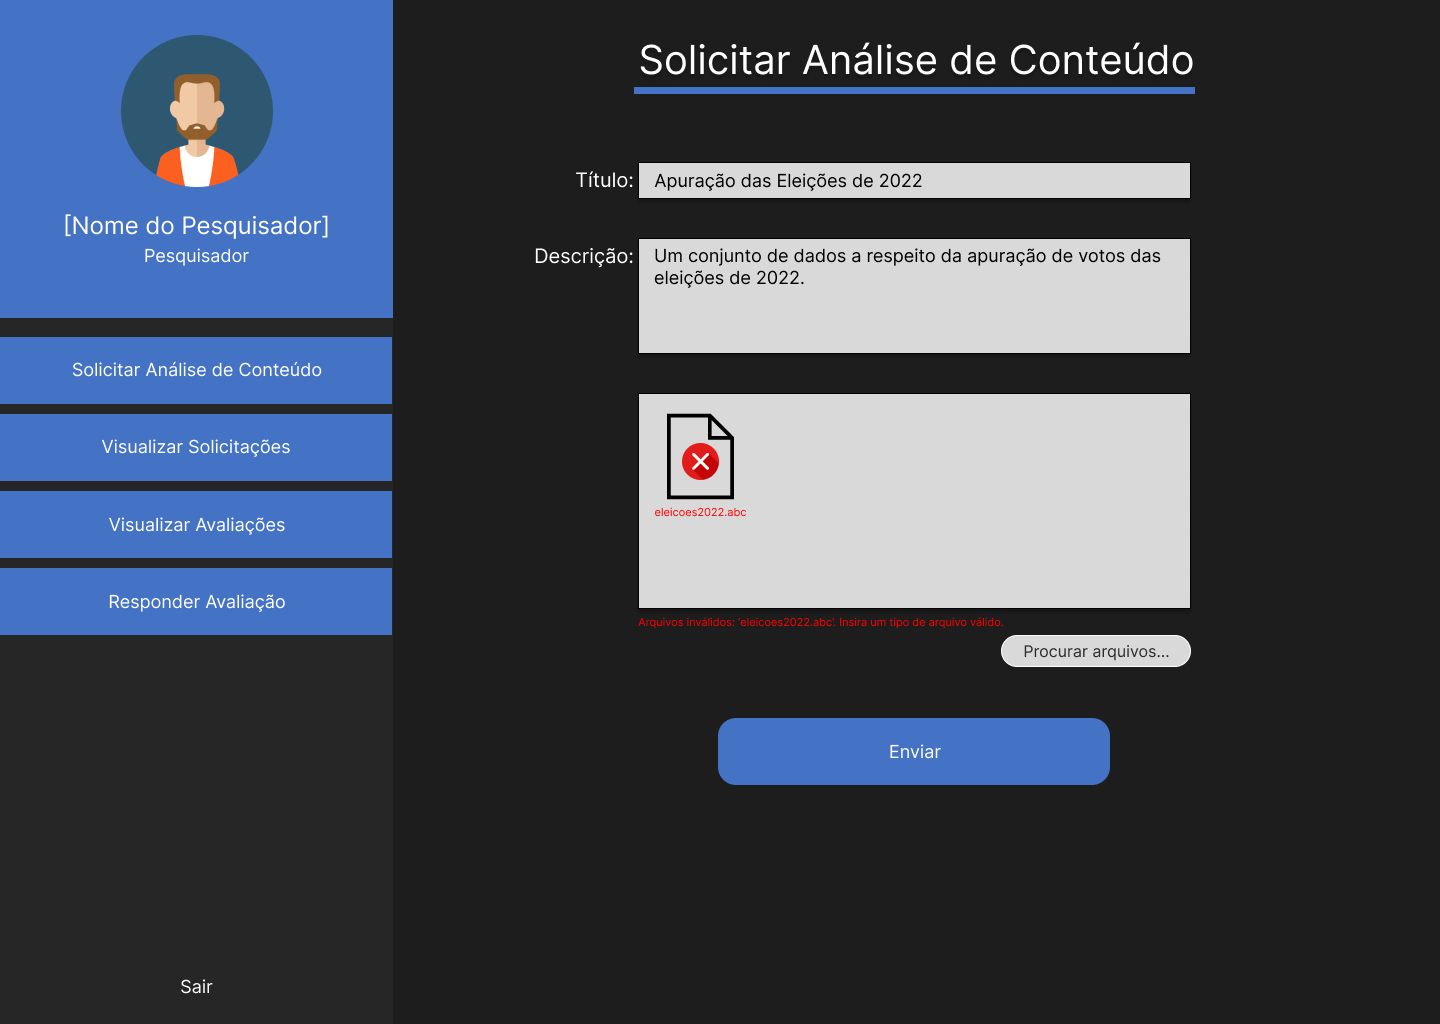 [Nome do Pesquisador]
Pesquisador
Solicitar Análise de Conteúdo
Visualizar Solicitações
Visualizar Avaliações
Responder Avaliação
Sair
Solicitar Análise de Conteúdo
Título:
Apuração das Eleições de 2022
Descrição:
Um conjunto de dados a respeito da apuração de votos das
eleições de 2022.
eleicoes2022.abc
Arquivos inválidos: 'eleicoes2022.abc'. Insira um tipo de arquivo válido.
Procurar arquivos...
Enviar